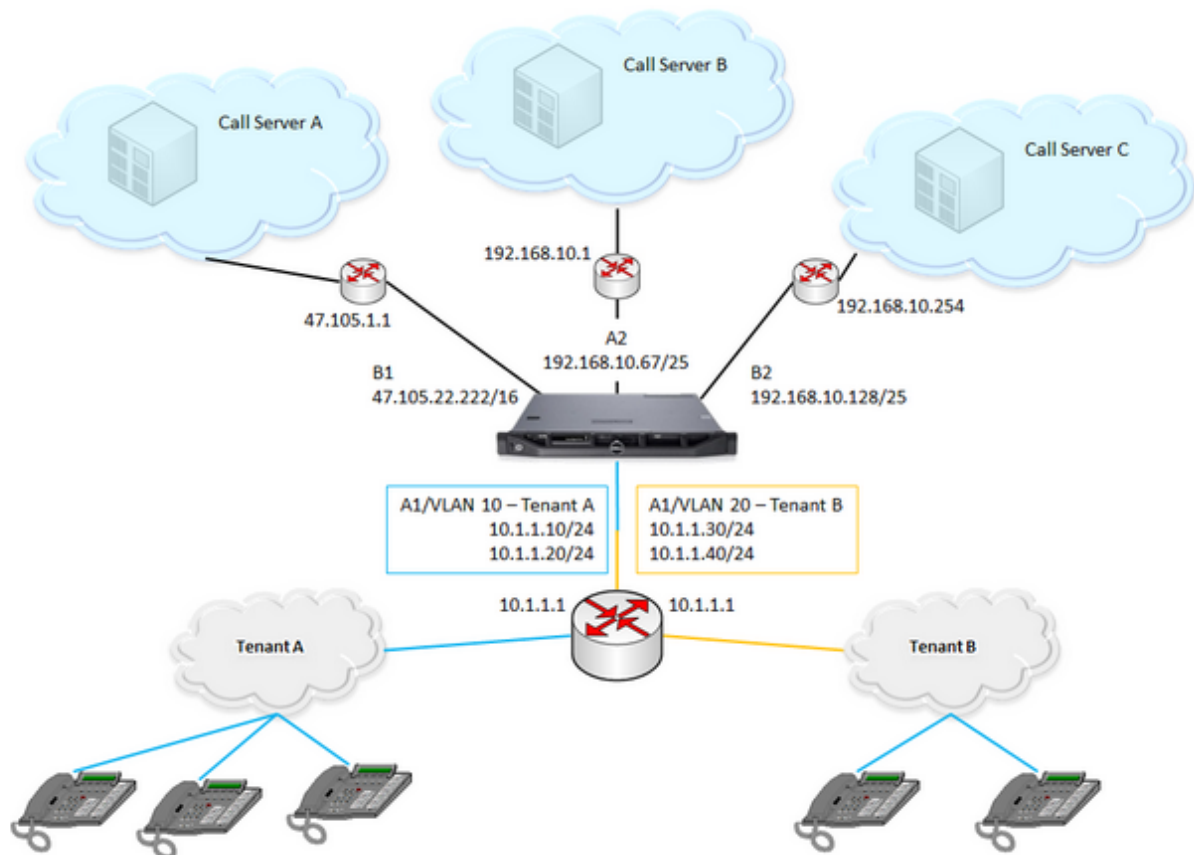 Call Server A
Call Server B
Call Server C
192.168.10.1
47.105.1.1
192.168.10.254
A2
192.168.10.67/25
B1
47.105.22.222/16
B2
192.168.10.128/25
A1/VLAN 10 – Tenant A
10.1.1.10/24
10.1.1.20/24
A1/VLAN 20 – Tenant B
10.1.1.30/24
10.1.1.40/24
10.1.1.1
10.1.1.1
Tenant A
Tenant B